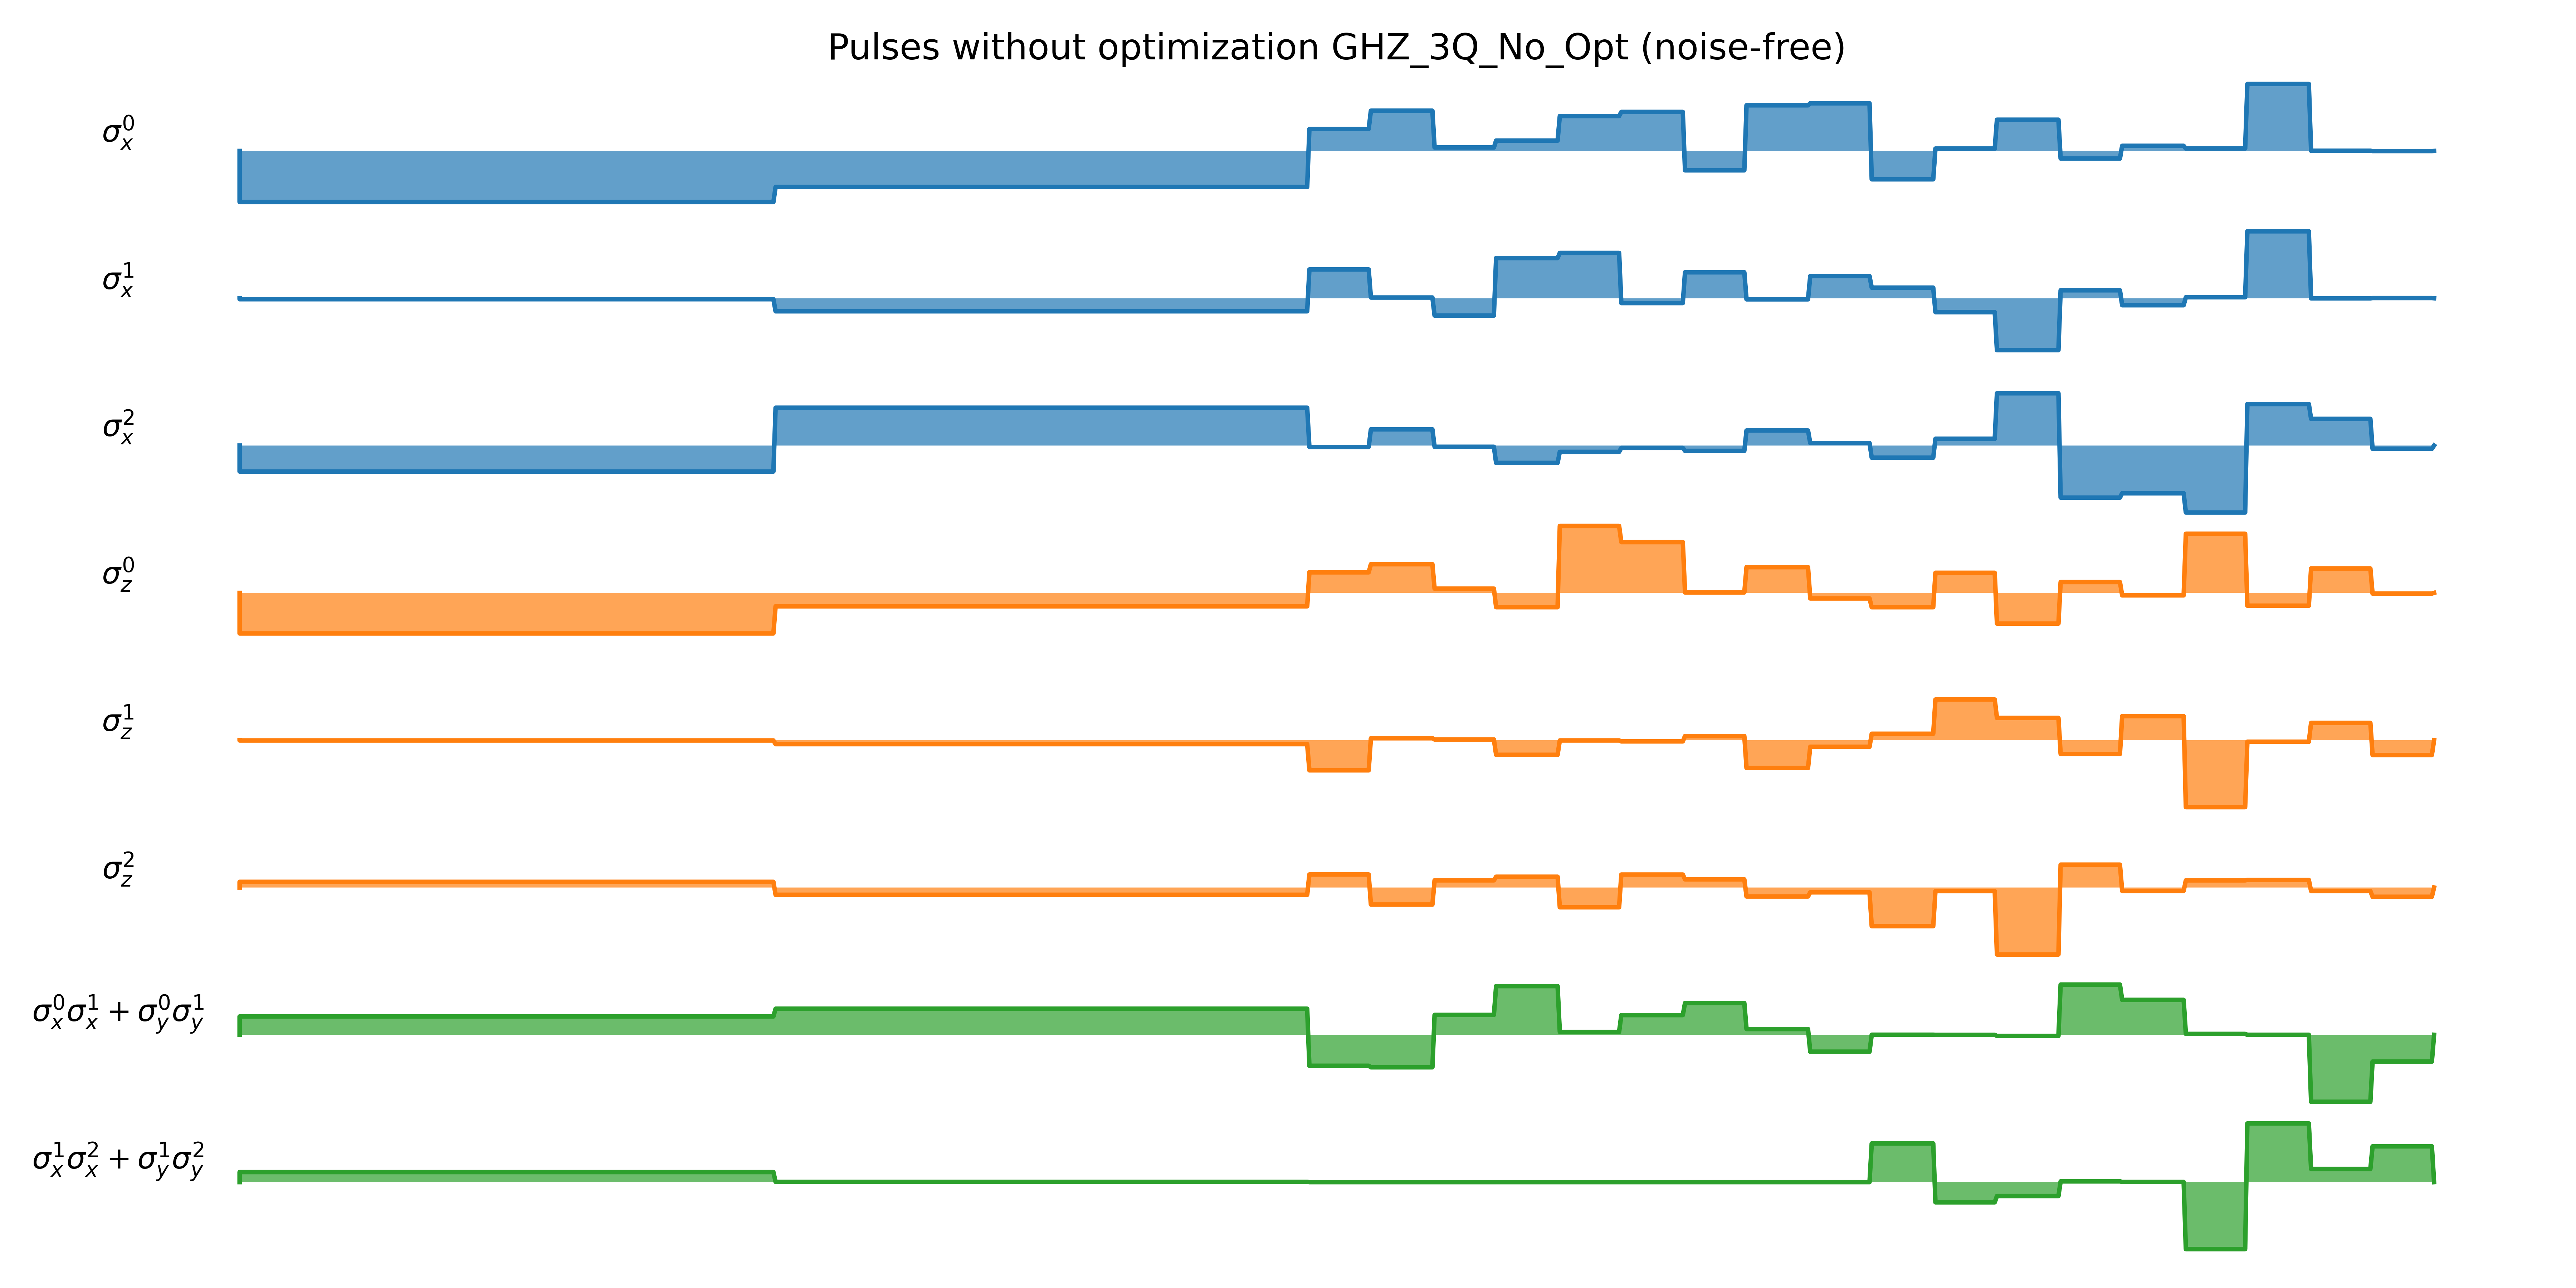 Pulses without optimization GHZ_3Q_No_Opt (noise-free)
σ_x^0
σ_x^1
σ_x^2
σ_z^0
σ_z^1
σ_z^2
σ_x^0σ_x^1 + σ_y^0σ_y^1
σ_x^1σ_x^2 + σ_y^1σ_y^2